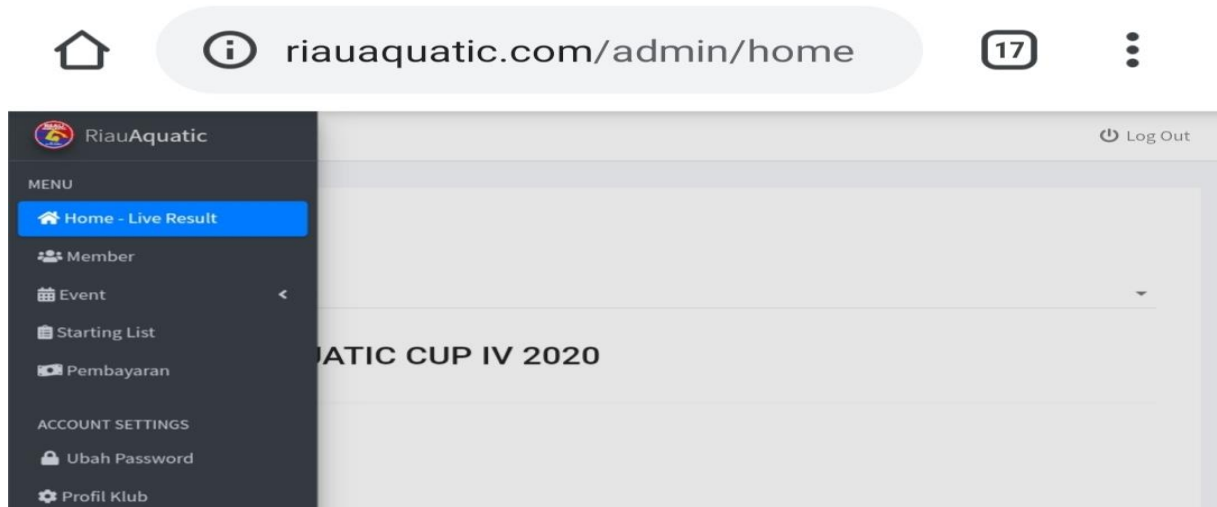 riauaquatic.com/admin/home
17
RiauAquatic
Log Out
MENU
Home - Live Result
Member
Event
Starting List
JATIC CUP IV 2020
Pembayaran
ACCOUNT SETTINGS
Ubah Password
Profil Klub